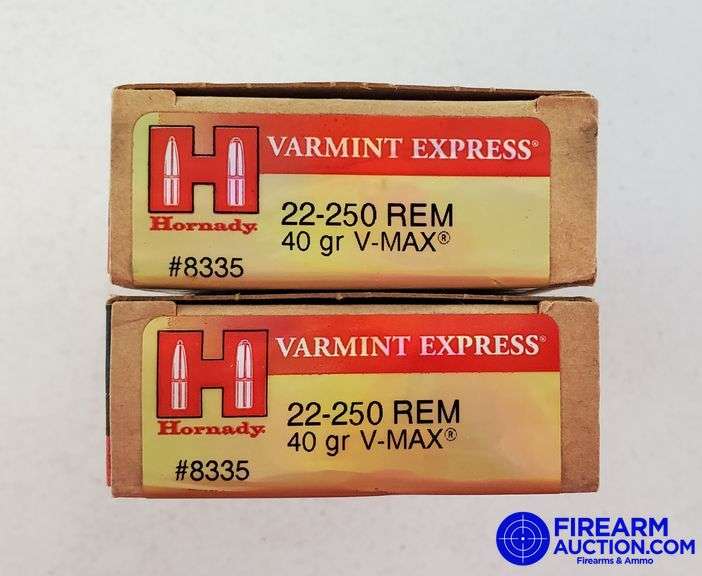 VARMINT EXPRESS®
H
Hornady.
22-250 REM
40 gr V-MAX®
#8335
VARMINT EXPRESS®
H
Hornady.
22-250 REM
40 gr V-MAX®
#8335
FIREARM
AUCTION.COM
Firearms & Ammo